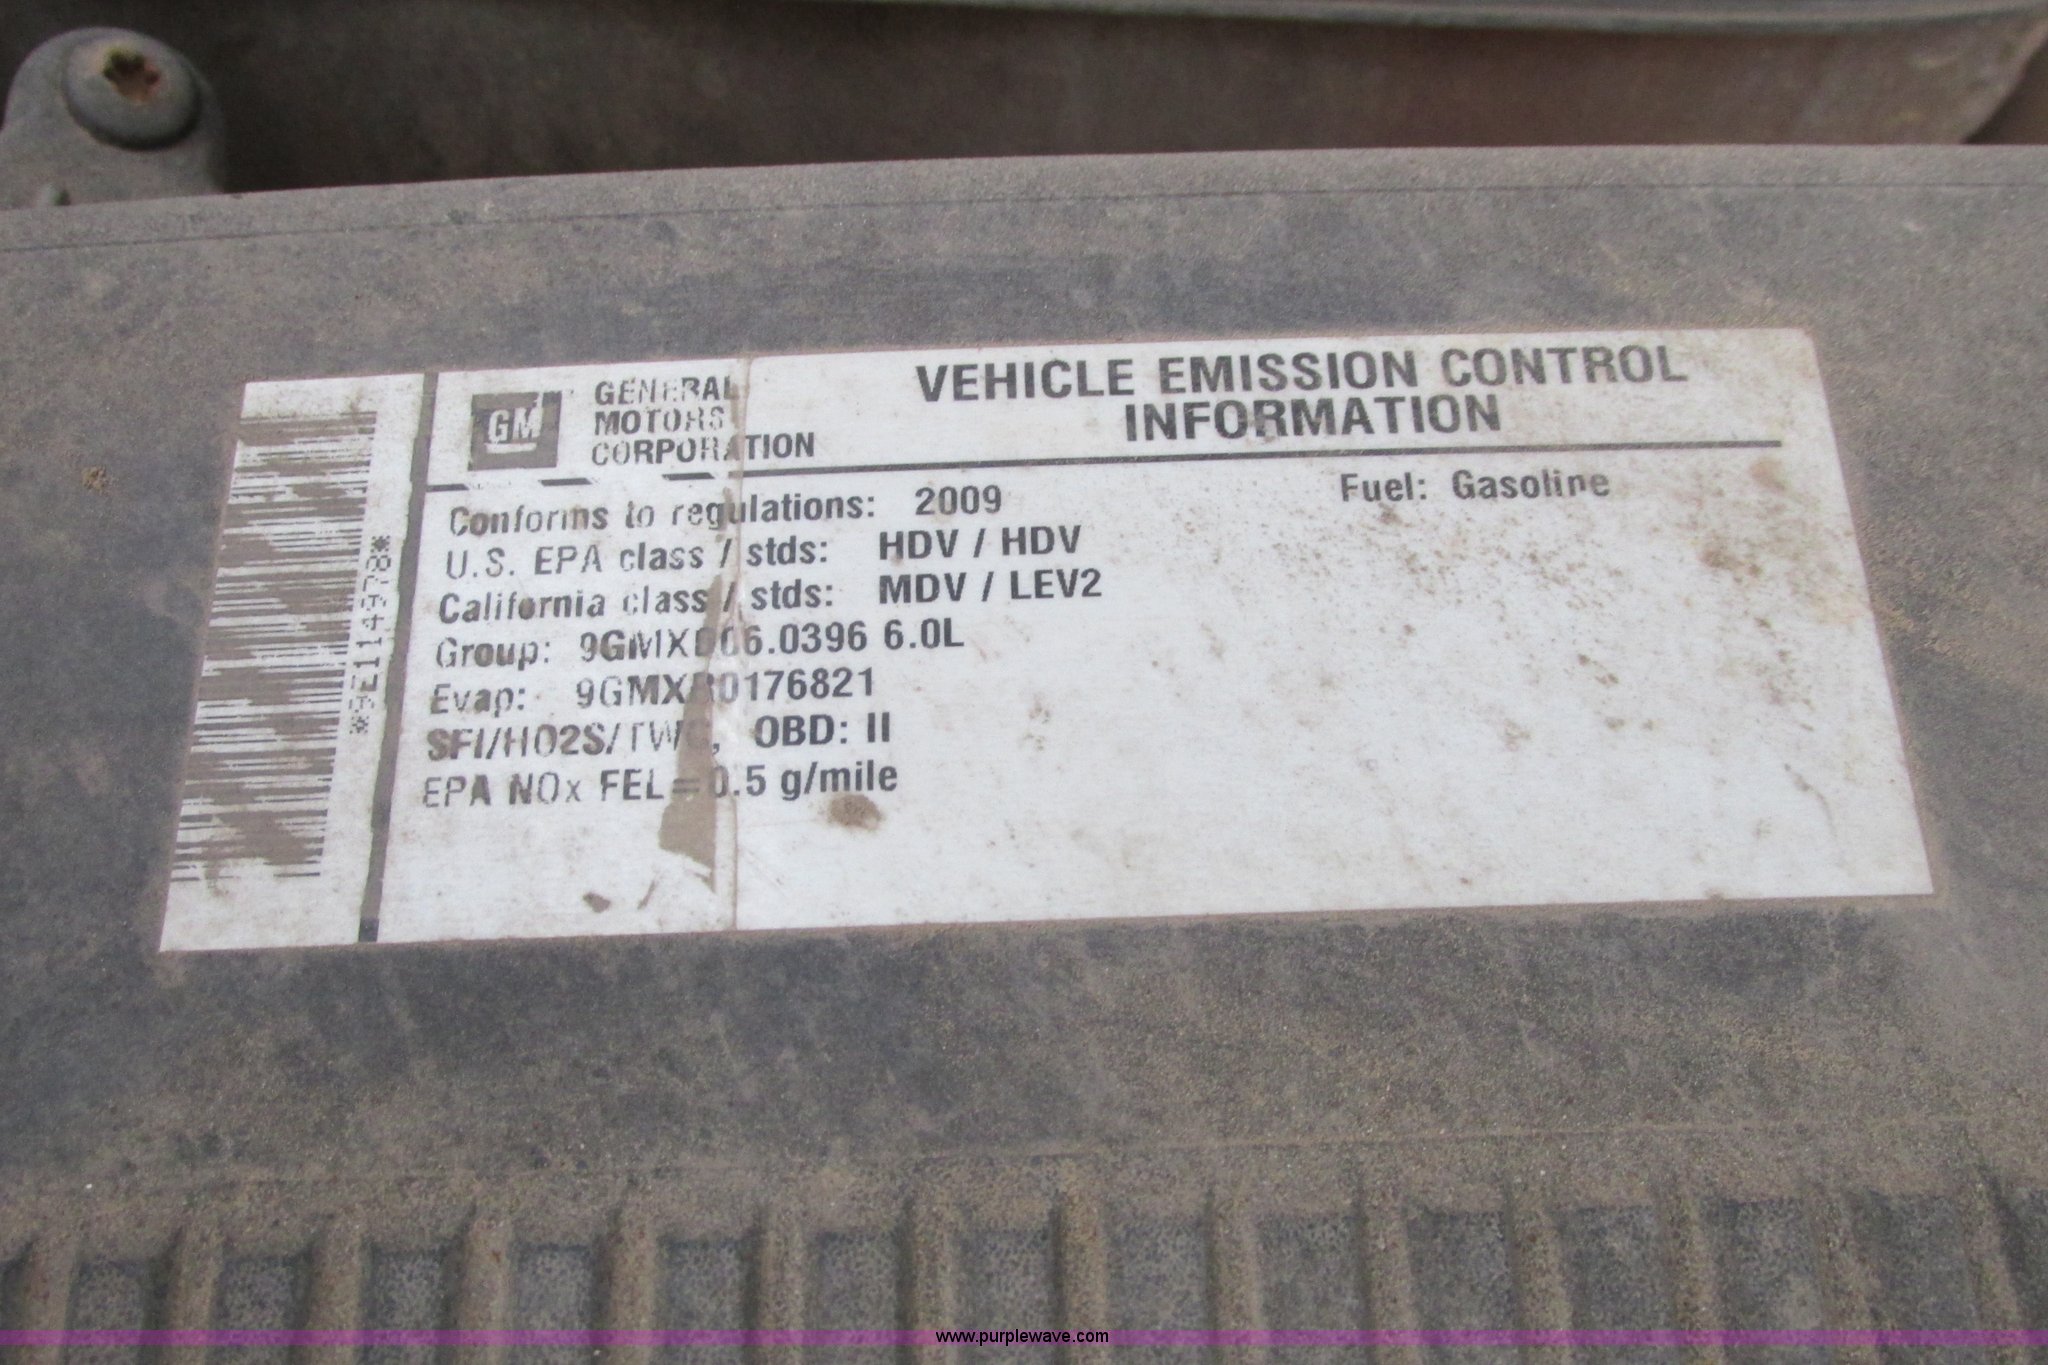 *9Z114978*
GM
GENERAL
MOTORS
CORPORATION
VEHICLE EMISSION CONTROL
INFORMATION
Conforms to regulations: 2009
Fuel: Gasoline
U.S. EPA class / stds: HDV / HDV
California class / stds: MDV / LEV2
Group: 9GMXD06.0396 6.0L
Evap: 9GMXR0176821
SFI/HO2S/TWC, OBD: II
EPA NOx FEL = 0.5 g/mile
www.purplewave.com